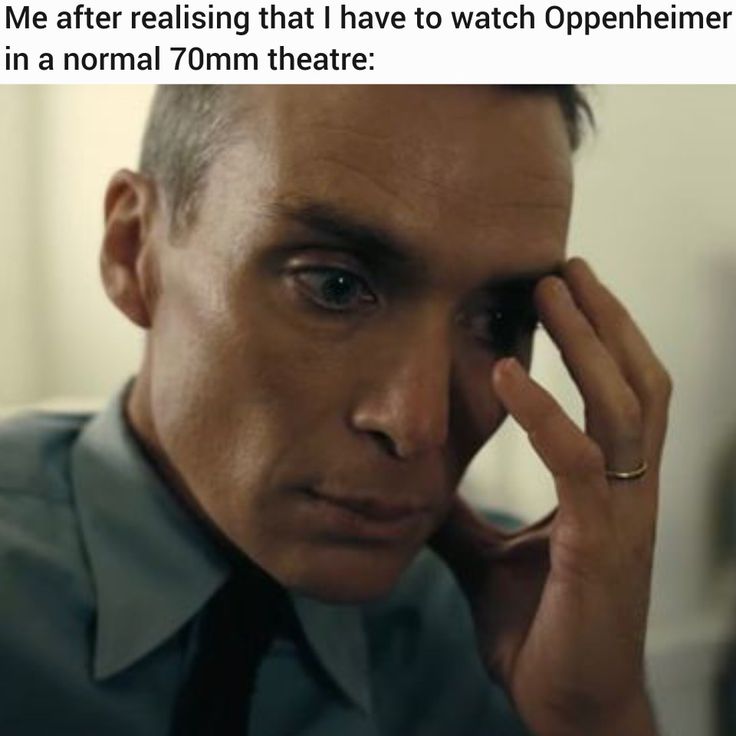 Me after realising that I have to watch Oppenheimer
in a normal 70mm theatre: